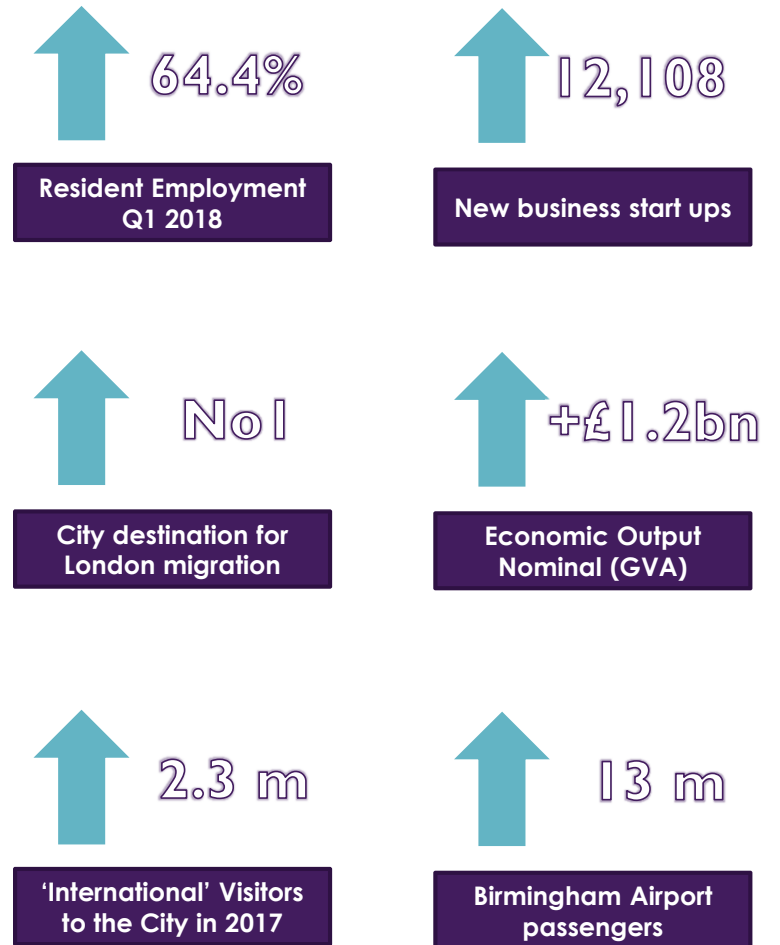 64.4%
12,108
Resident Employment
Q1 2018
New business start ups
No1
+£1.2bn
City destination for
London migration
Economic Output
Nominal (GVA)
2.3 m
13 m
‘International’ Visitors
to the City in 2017
Birmingham Airport
passengers